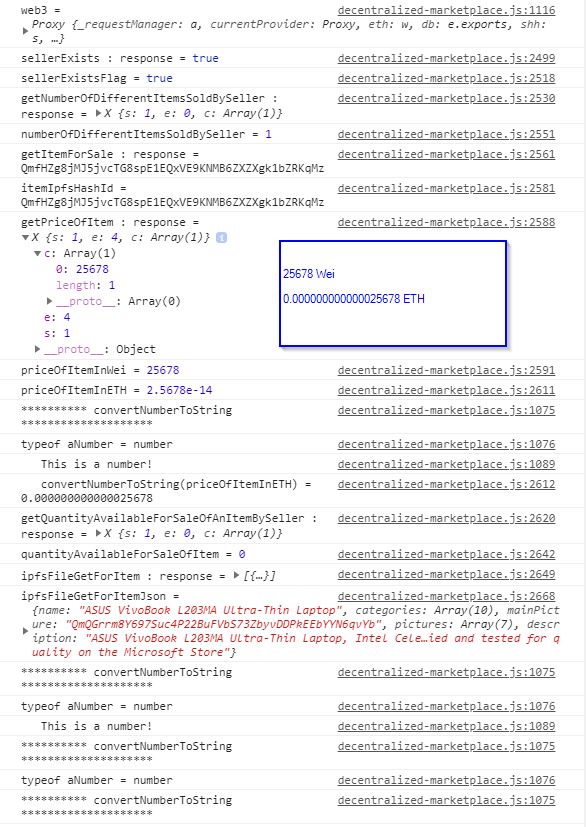 web3 = decentralized-marketplace.js:1116
Proxy {_requestManager: a, currentProvider: Proxy, eth: w, db: e.exports, shh:
s, …}
sellerExists : response = true decentralized-marketplace.js:2499
sellerExistsFlag = true decentralized-marketplace.js:2518
getNumberOfDifferentItemsSoldBySeller : decentralized-marketplace.js:2530
response = X {s: 1, e: 0, c: Array(1)}
numberOfDifferentItemsSoldBySeller = 1 decentralized-marketplace.js:2551
getItemForSale : response = decentralized-marketplace.js:2561
QmfHZg8jMJ5jvcTG8spE1EQxVE9KNMB6ZXZXgk1bZRKqMz
itemIpfsHashId = decentralized-marketplace.js:2581
QmfHZg8jMJ5jvcTG8spE1EQxVE9KNMB6ZXZXgk1bZRKqMz
getPriceOfItem : response = decentralized-marketplace.js:2588
X {s: 1, e: 4, c: Array(1)} i
c: Array(1)
0: 25678
length: 1
__proto__: Array(0)
e: 4
s: 1
__proto__: Object
25678 Wei
0.000000000000025678 ETH
priceOfItemInWei = 25678 decentralized-marketplace.js:2591
priceOfItemInETH = 2.5678e-14 decentralized-marketplace.js:2611
********** convertNumberToString decentralized-marketplace.js:1075
********************
typeof aNumber = number decentralized-marketplace.js:1076
This is a number! decentralized-marketplace.js:1089
convertNumberToString(priceOfItemInETH) = decentralized-marketplace.js:2612
0.000000000000025678
getQuantityAvailableForSaleOfAnItemBySeller : decentralized-marketplace.js:2620
response = X {s: 1, e: 0, c: Array(1)}
quantityAvailableForSaleOfItem = 0 decentralized-marketplace.js:2642
ipfsFileGetForItem : response = [{…}] decentralized-marketplace.js:2649
ipfsFileGetForItemJson = decentralized-marketplace.js:2668
{name: "ASUS VivoBook L203MA Ultra-Thin Laptop", categories: Array(10), mainPict
ure: "QmQGrrm8Y697Suc4P22BuFVbS73ZbyvDDPkEEbYYN6qvYb", pictures: Array(7), descr
iption: "ASUS VivoBook L203MA Ultra-Thin Laptop, Intel Cele…ied and tested for q
uality on the Microsoft Store"}
********** convertNumberToString decentralized-marketplace.js:1075
********************
typeof aNumber = number decentralized-marketplace.js:1076
This is a number! decentralized-marketplace.js:1089
********** convertNumberToString decentralized-marketplace.js:1075
********************
typeof aNumber = number decentralized-marketplace.js:1076
********** convertNumberToString decentralized-marketplace.js:1075
********************